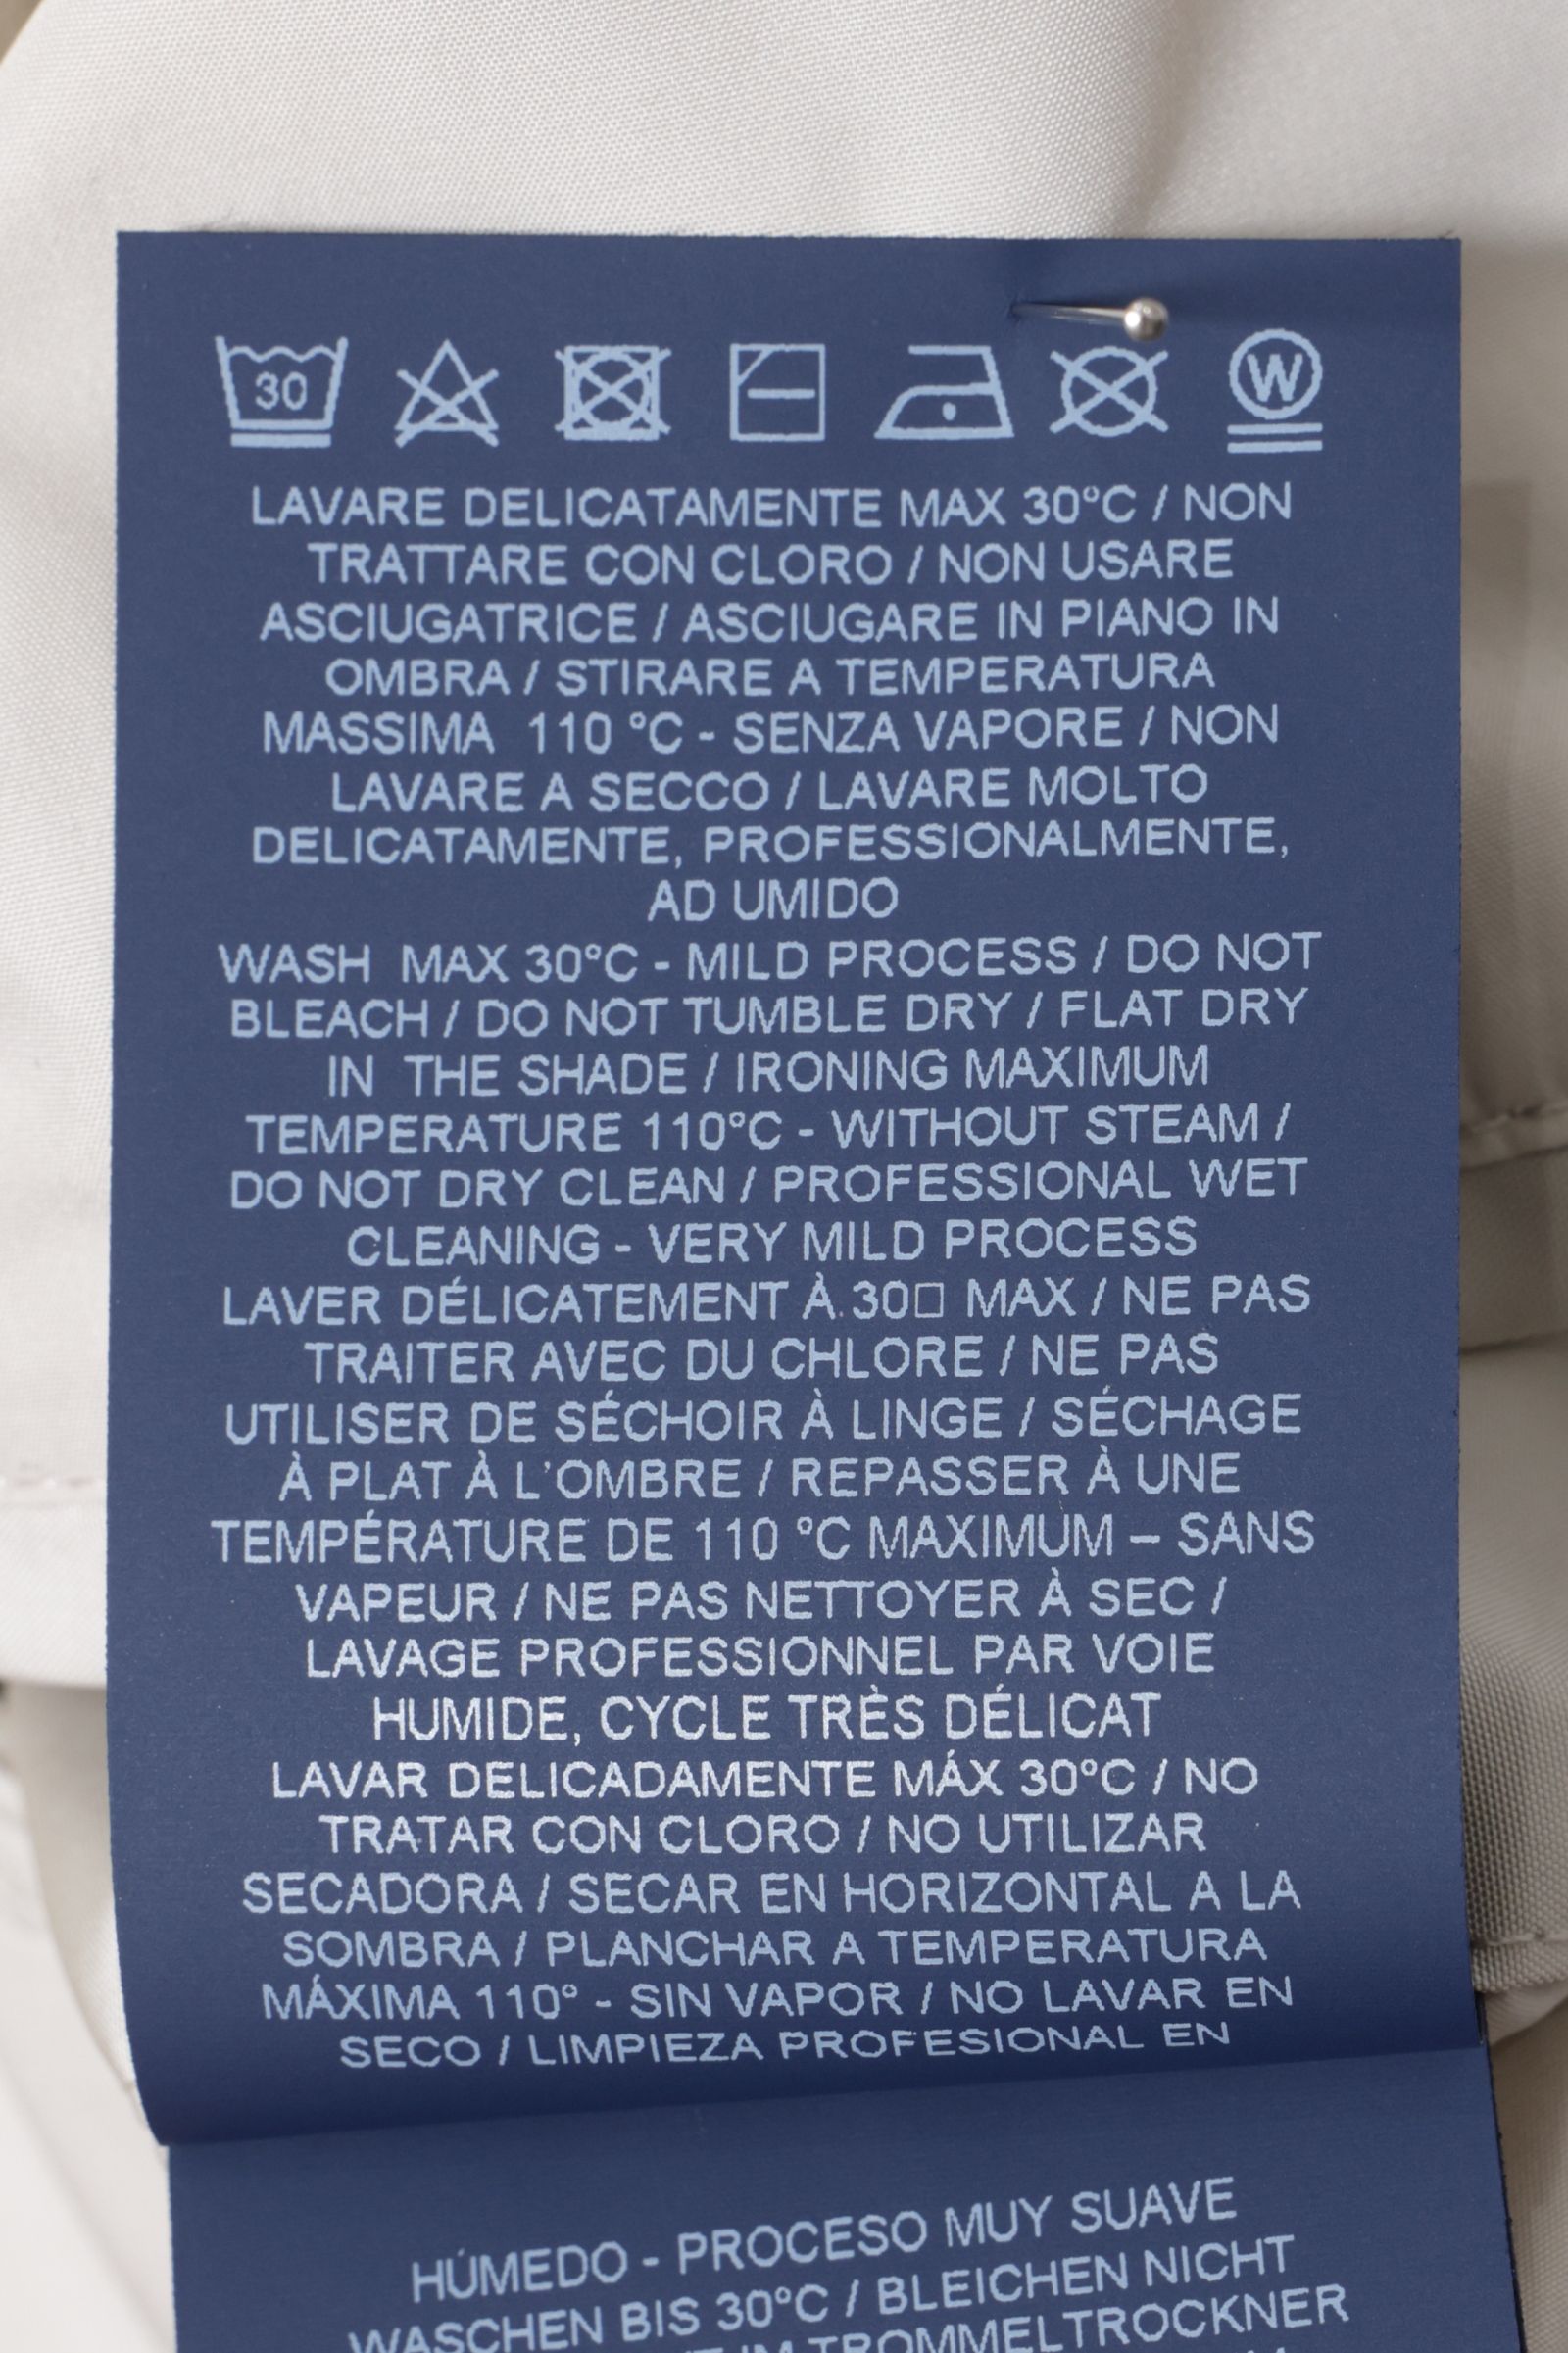 30 W
LAVARE DELICATAMENTE MAX 30°C / NON
TRATTARE CON CLORO / NON USARE
ASCIUGATRICE / ASCIUGARE IN PIANO IN
OMBRA / STIRARE A TEMPERATURA
MASSIMA 110 °C - SENZA VAPORE / NON
LAVARE A SECCO / LAVARE MOLTO
DELICATAMENTE, PROFESSIONALMENTE,
AD UMIDO
WASH MAX 30°C - MILD PROCESS / DO NOT
BLEACH / DO NOT TUMBLE DRY / FLAT DRY
IN THE SHADE / IRONING MAXIMUM
TEMPERATURE 110°C - WITHOUT STEAM /
DO NOT DRY CLEAN / PROFESSIONAL WET
CLEANING - VERY MILD PROCESS
LAVER DÉLICATEMENT À 30□ MAX / NE PAS
TRAITER AVEC DU CHLORE / NE PAS
UTILISER DE SÉCHOIR À LINGE / SÉCHAGE
À PLAT À L'OMBRE / REPASSER À UNE
TEMPÉRATURE DE 110 °C MAXIMUM – SANS
VAPEUR / NE PAS NETTOYER À SEC /
LAVAGE PROFESSIONNEL PAR VOIE
HUMIDE, CYCLE TRÈS DÉLICAT
LAVAR DELICADAMENTE MÁX 30°C / NO
TRATAR CON CLORO / NO UTILIZAR
SECADORA / SECAR EN HORIZONTAL A LA
SOMBRA / PLANCHAR A TEMPERATURA
MÁXIMA 110° - SIN VAPOR / NO LAVAR EN
SECO / LIMPIEZA PROFESIONAL EN
HÚMEDO - PROCESO MUY SUAVE
WASCHEN BIS 30°C / BLEICHEN NICHT
IM TROMMELTROCKNER